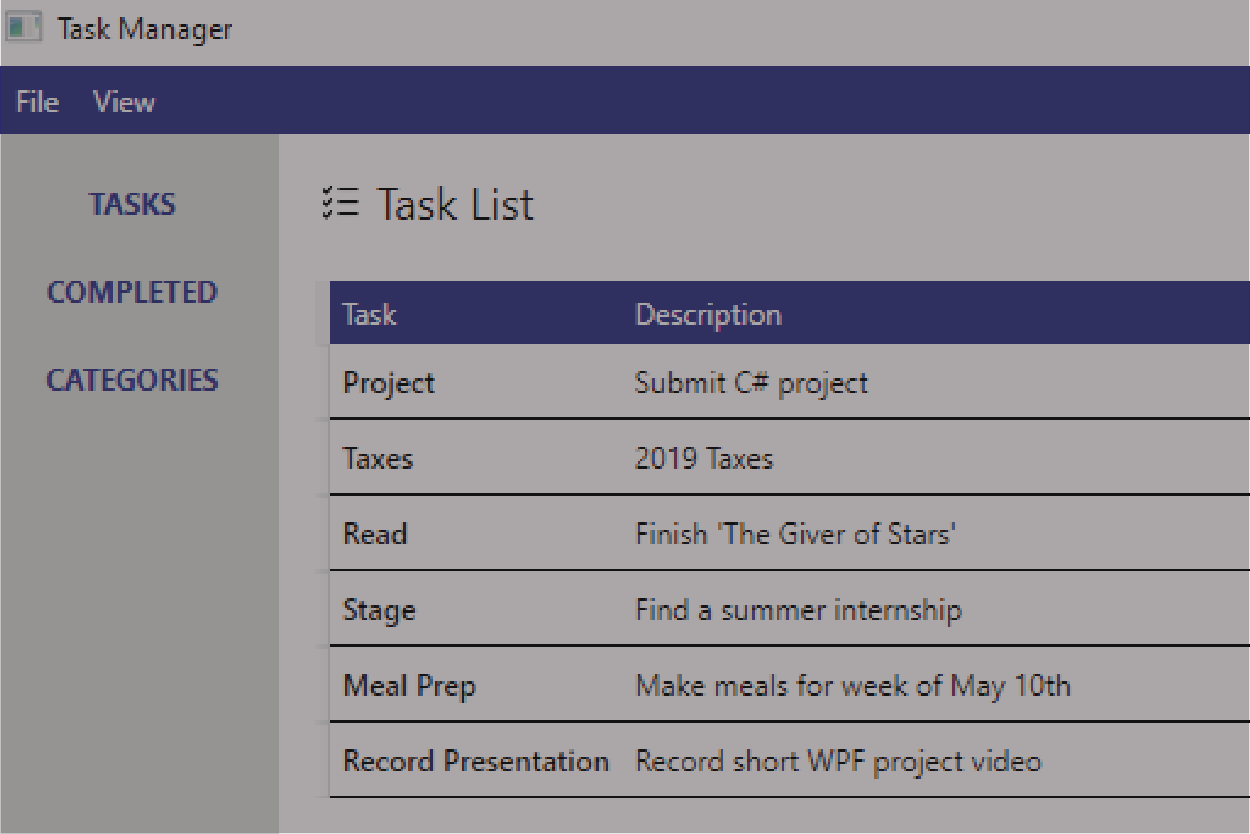 Task Manager
File View
TASKS
COMPLETED
CATEGORIES
Task List
Task Description
Project Submit C# project
Taxes 2019 Taxes
Read Finish 'The Giver of Stars'
Stage Find a summer internship
Meal Prep Make meals for week of May 10th
Record Presentation Record short WPF project video